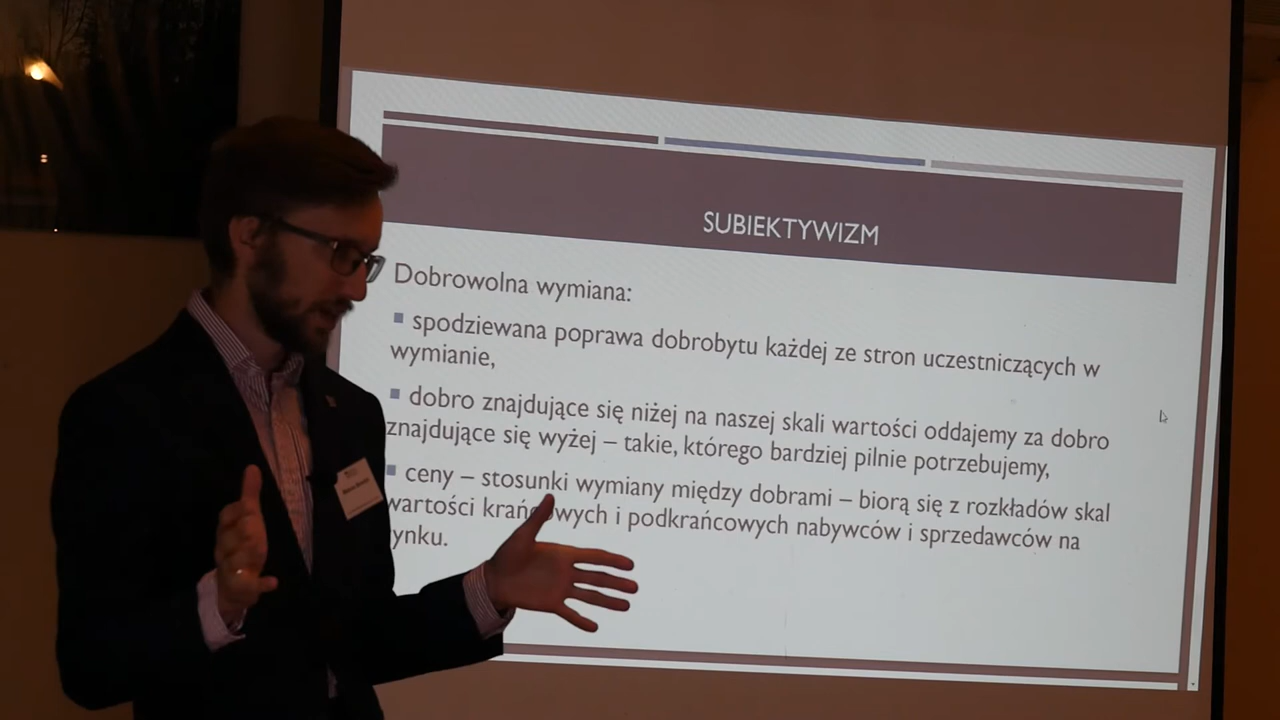 SUBIEKTYWIZM
Dobrowolna wymiana:
spodziewana poprawa dobrobytu każdej ze stron uczestniczących w
wymianie,
dobro znajdujące się niżej na naszej skali wartości oddajemy za dobro
znajdujące się wyżej – takie, którego bardziej pilnie potrzebujemy,
ceny – stosunki wymiany między dobrami – biorą się z rozkładów skal
wartości krańcowych i podkrańcowych nabywców i sprzedawców na
ynku.